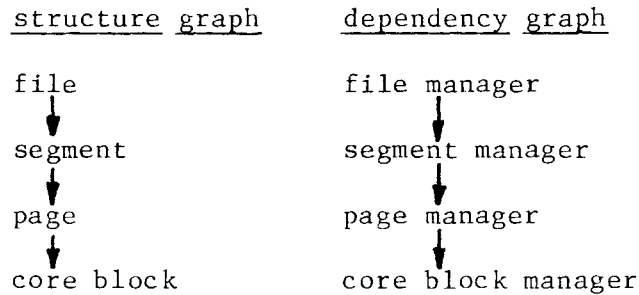 structure graph dependency graph
file file manager
segment segment manager
page page manager
core block core block manager